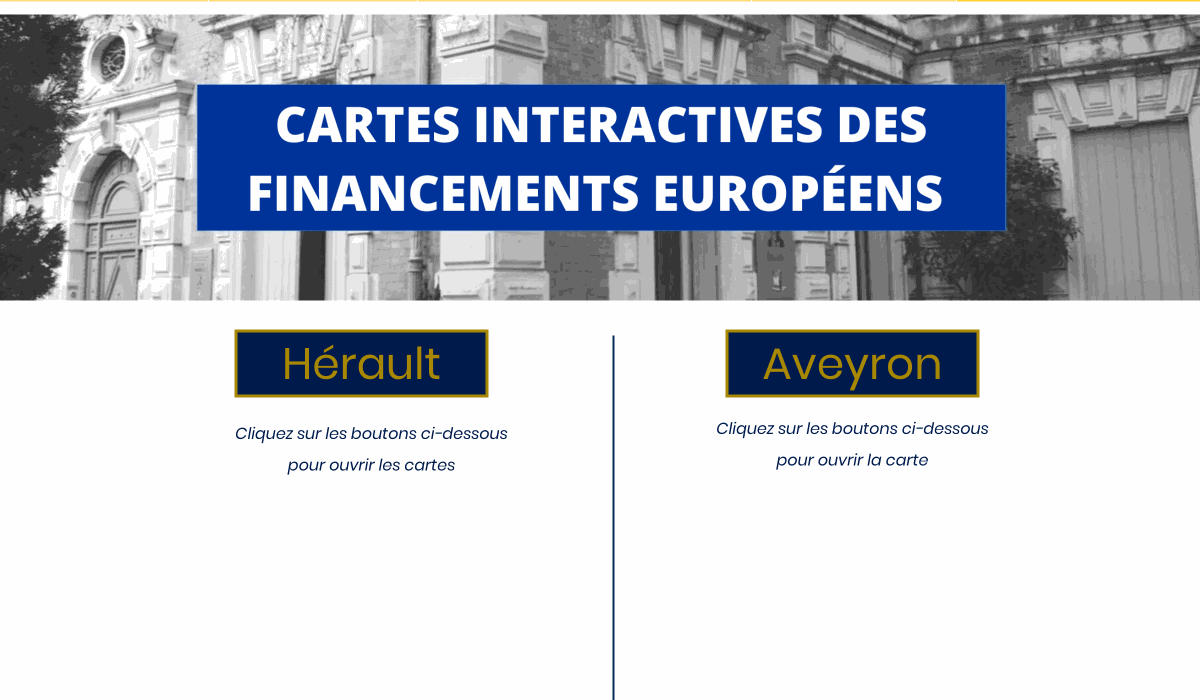 CARTES INTERACTIVES DES
FINANCEMENTS EUROPÉENS
Hérault
Cliquez sur les boutons ci-dessous
pour ouvrir les cartes
Aveyron
Cliquez sur les boutons ci-dessous
pour ouvrir la carte